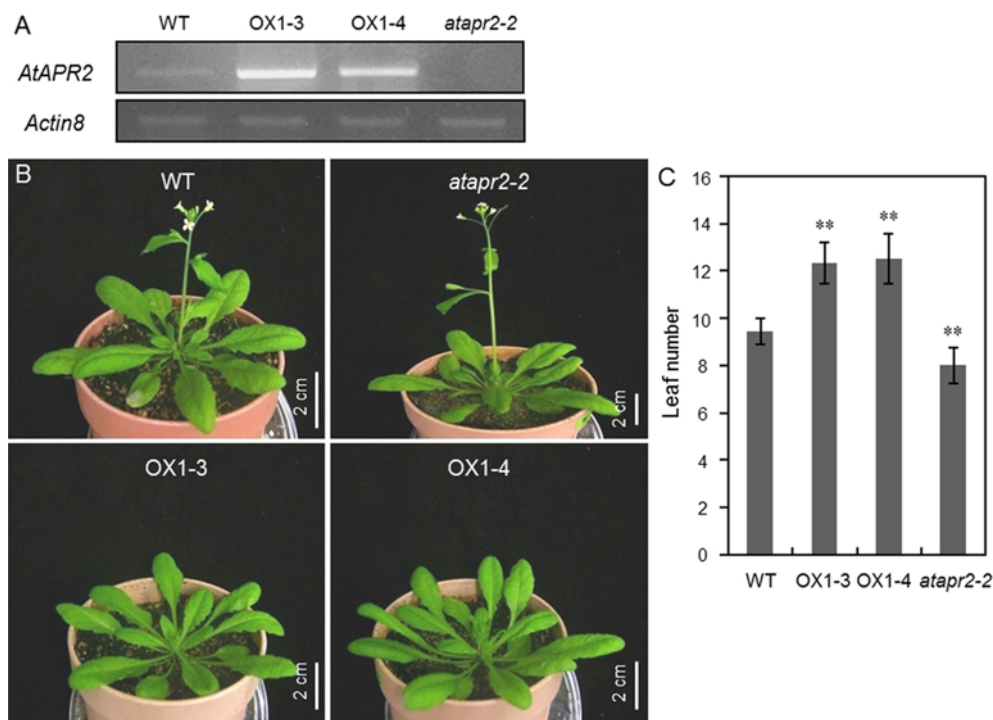 A
WT OX1-3 OX1-4 atapr2-2
AtAPR2
Actin8
B
WT
2 cm
atapr2-2
2 cm
OX1-3
2 cm
OX1-4
2 cm
C
Leaf number
16
14
12
10
8
6
4
2
0
** ** **
WT OX1-3 OX1-4 atapr2-2